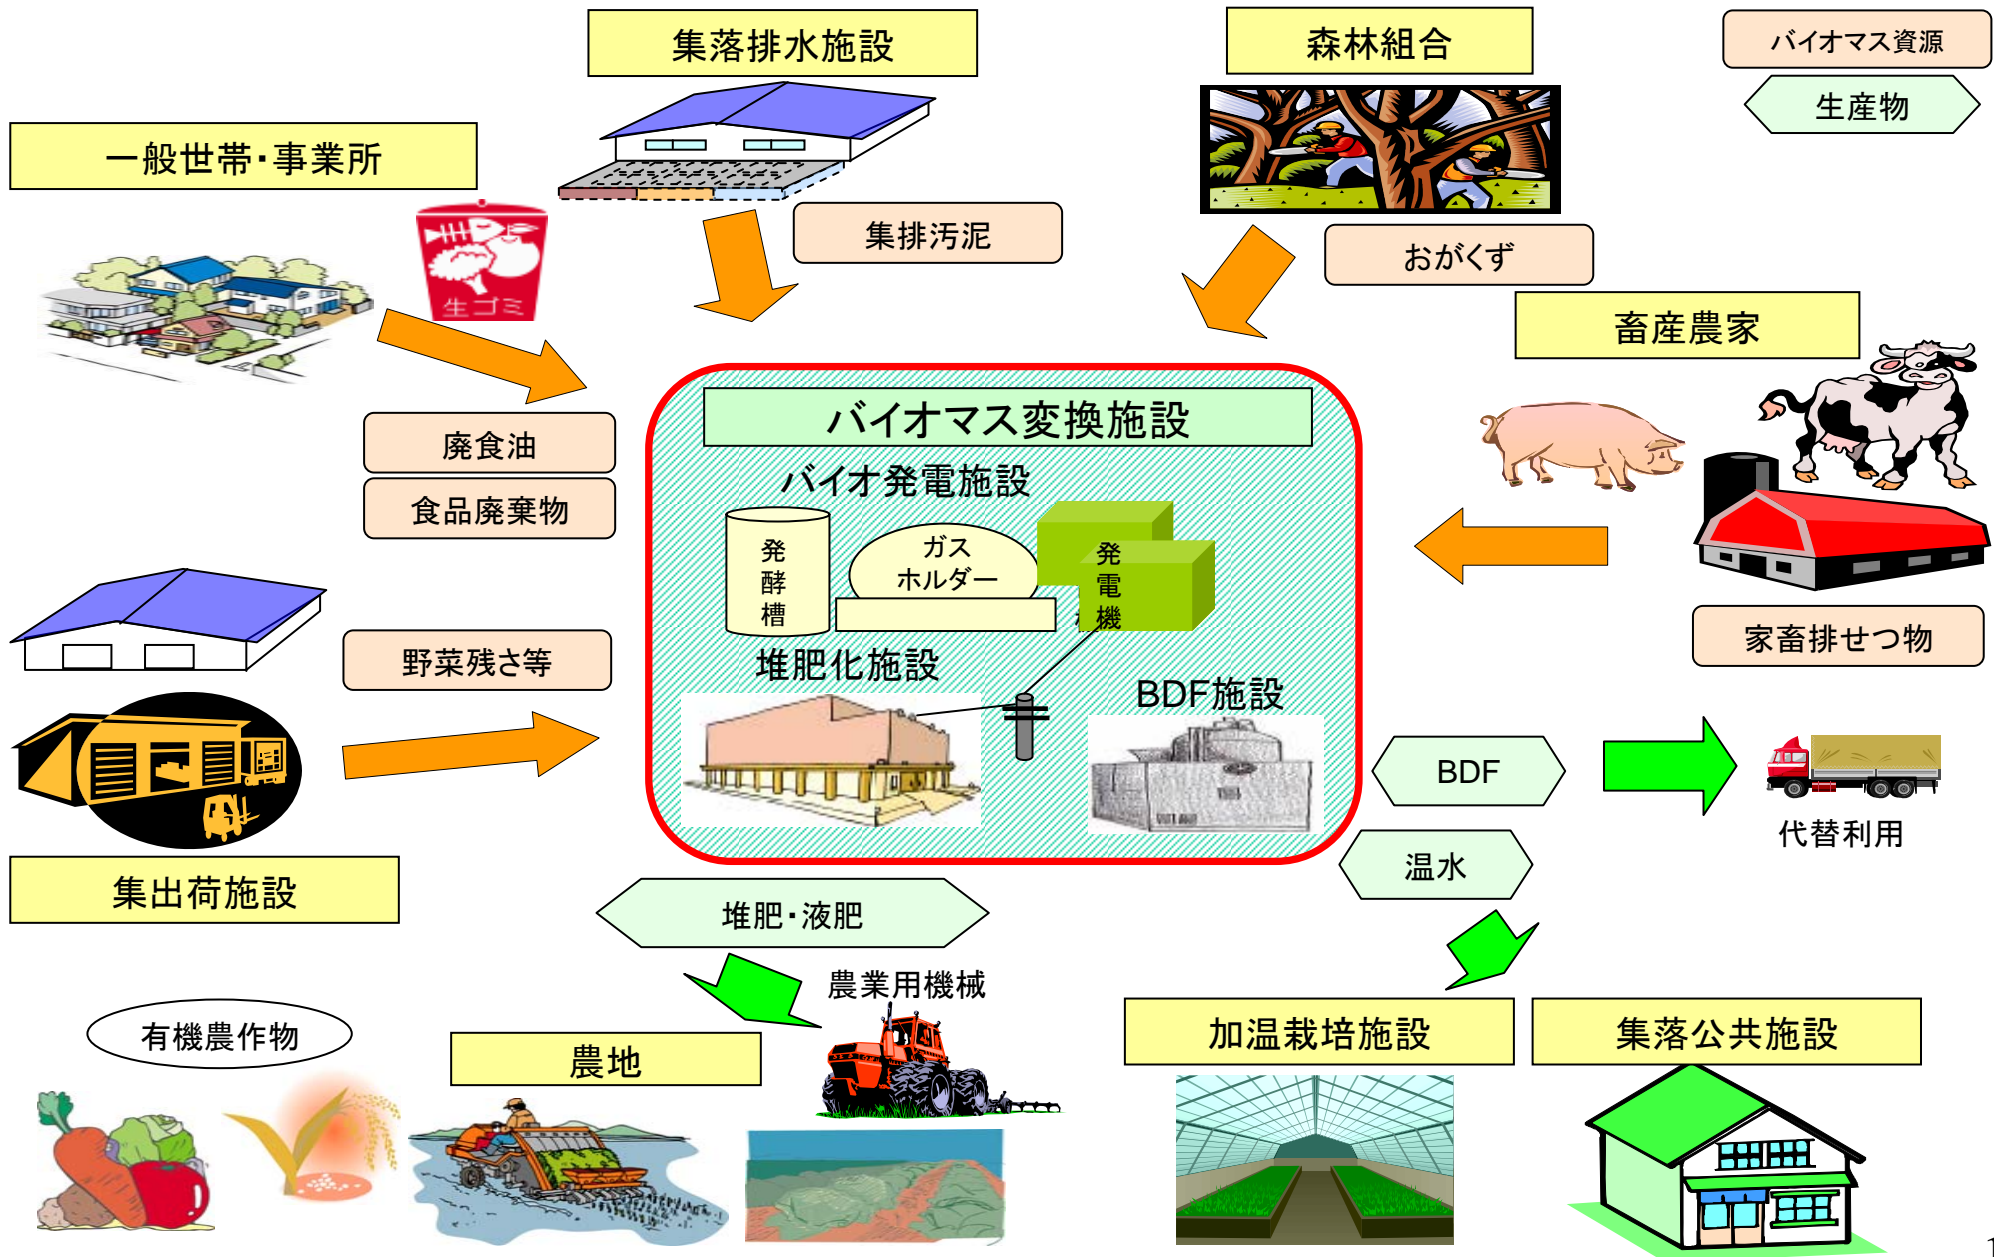 集落排水施設
森林組合
バイオマス資源
生産物
一般世帯・事業所
生ゴミ
集排汚泥
おがくず
畜産農家
バイオマス変換施設
廃食油
食品廃棄物
バイオ発電施設
発酵槽
ガス
ホルダー
発電機
野菜残さ等
堆肥化施設
BDF施設
家畜排せつ物
BDF
代替利用
温水
集出荷施設
堆肥・液肥
農業用機械
有機農作物
農地
加温栽培施設
集落公共施設
1